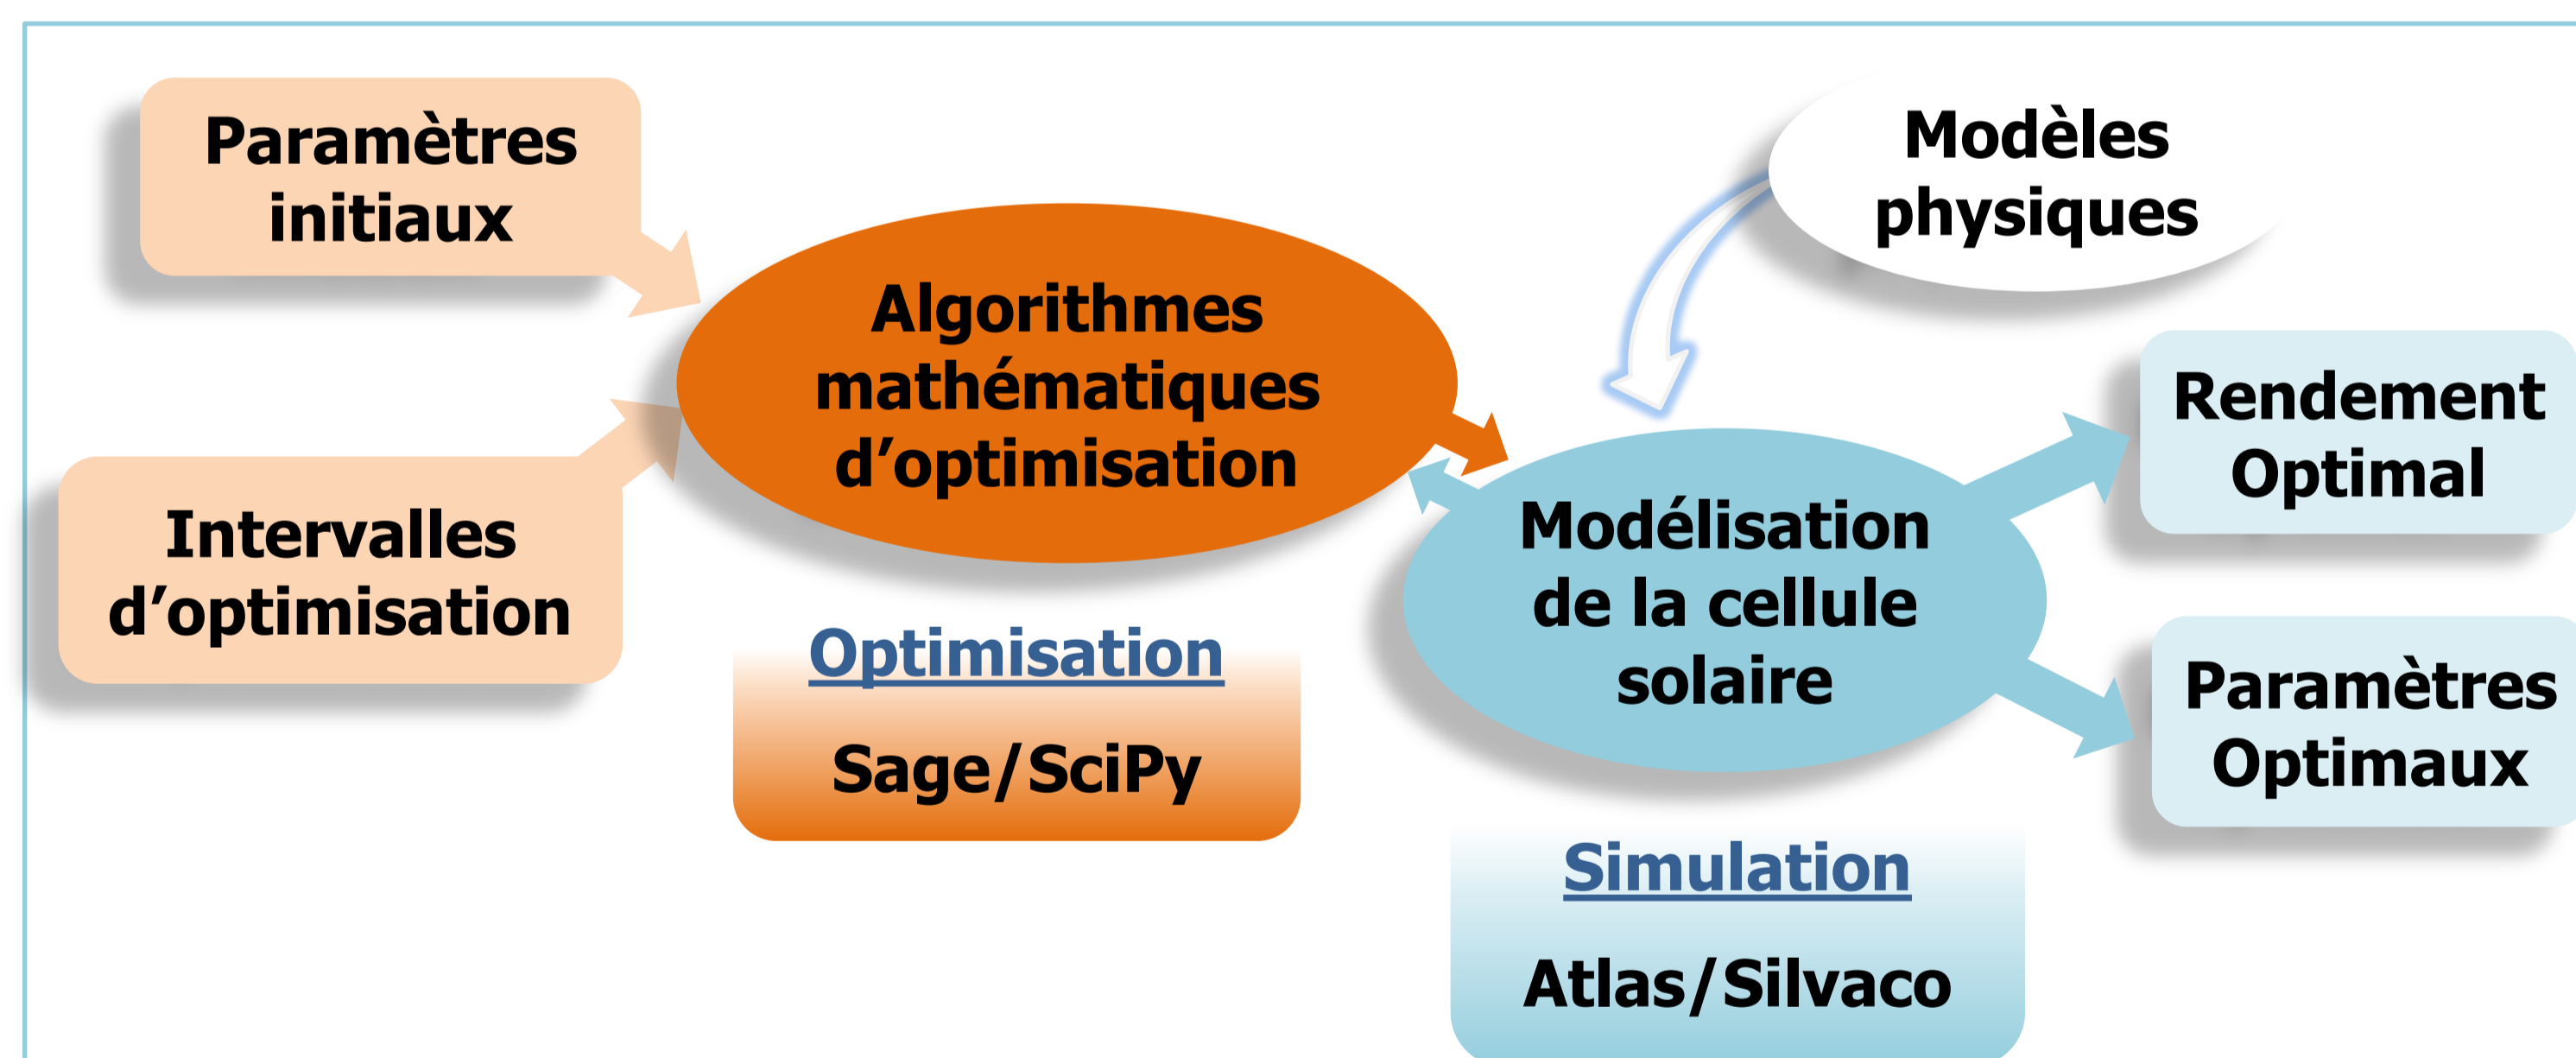 Paramètres
initiaux
Intervalles
d’optimisation
Algorithmes
mathématiques
d’optimisation
Optimisation
Sage/SciPy
Modèles
physiques
Modélisation
de la cellule
solaire
Simulation
Atlas/Silvaco
Rendement
Optimal
Paramètres
Optimaux